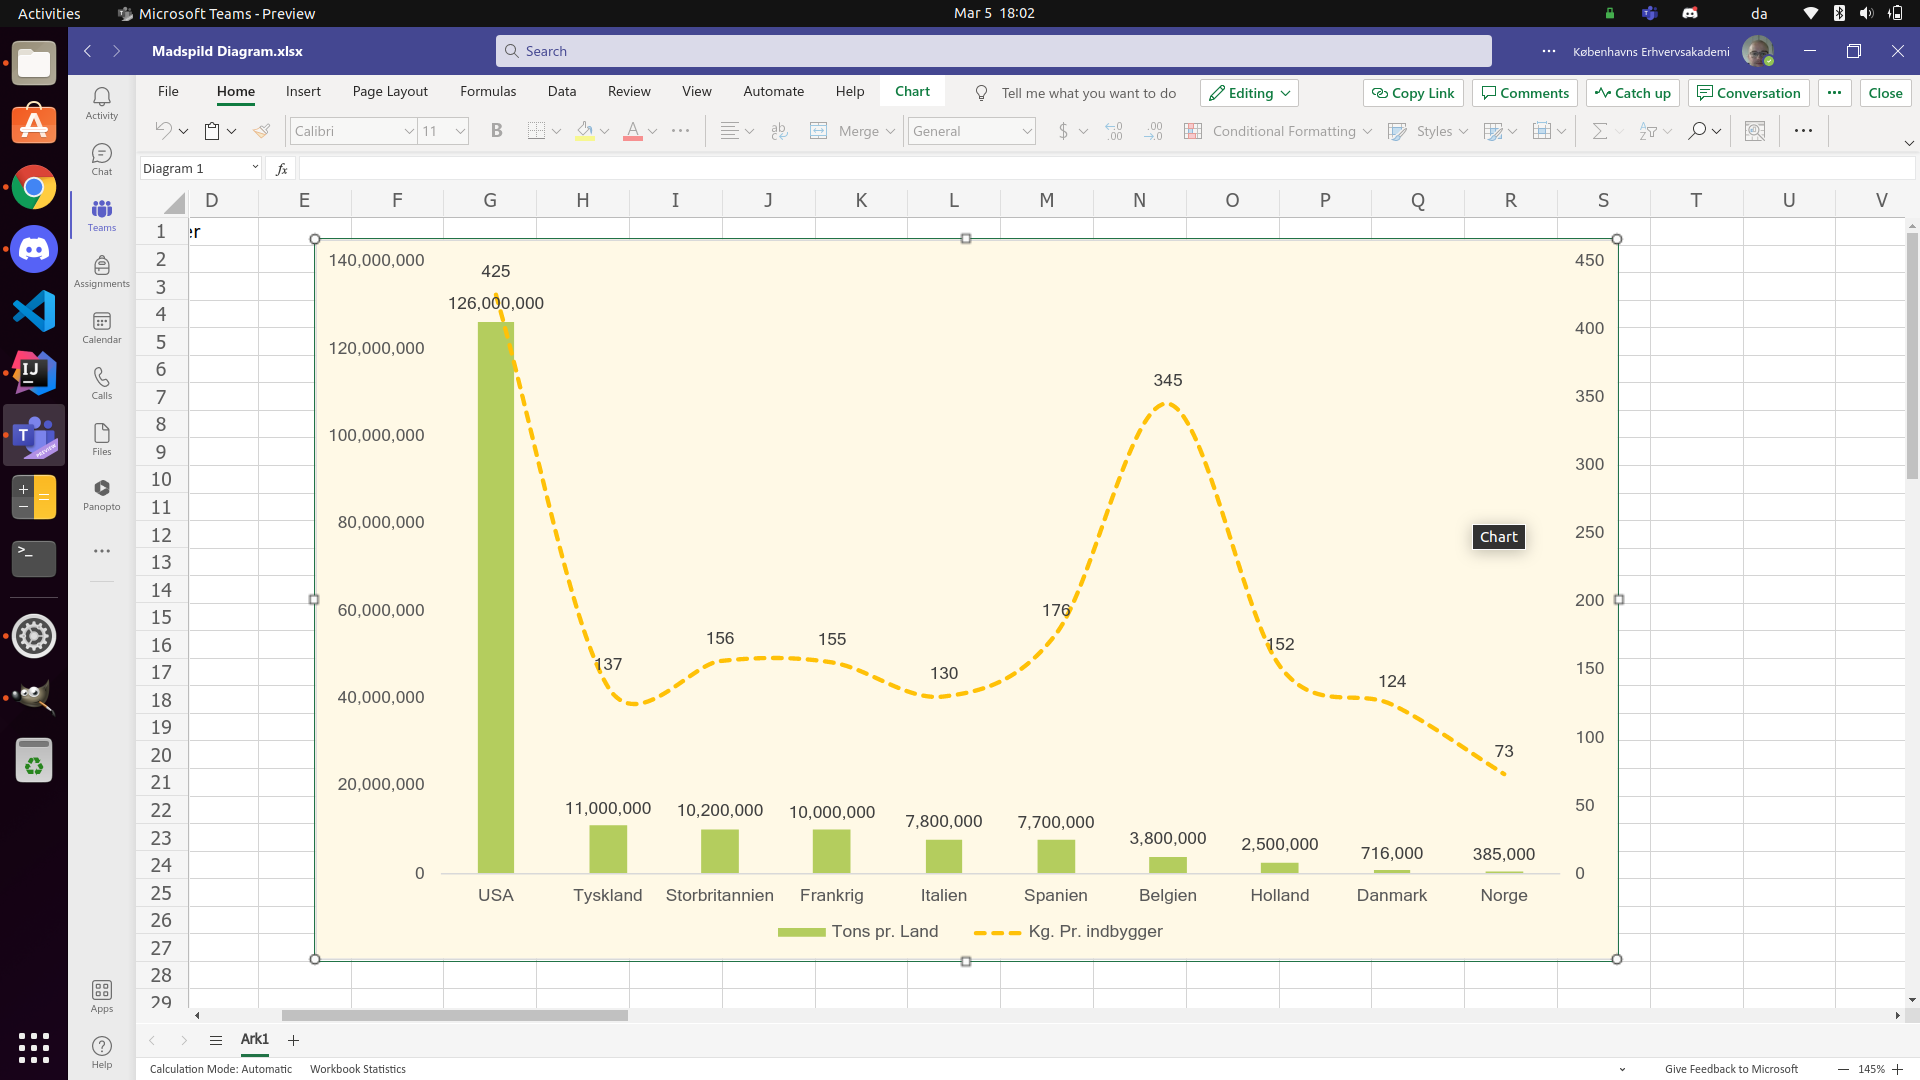 Activities
Microsoft Teams - Preview
Mar 5 18:02
da
Madspild Diagram.xlsx
Search
Københavns Erhvervsakademi
File Home Insert Page Layout Formulas Data Review View Automate Help Chart
Tell me what you want to do
Editing
Copy Link
Comments
Catch up
Conversation
Close
Calibri 11 B A ab Merge General $ Conditional Formatting Styles
Diagram 1
fx
Activity
Chat
Teams
Assignments
Calendar
Calls
Files
Panopto
Apps
Help
D E F G H I J K L M N O P Q R S T U V
1 er
2
3
4
5
6
7
8
9
10
11
12
13
14
15
16
17
18
19
20
21
22
23
24
25
26
27
28
29
140,000,000
120,000,000
100,000,000
80,000,000
60,000,000
40,000,000
20,000,000
0
425
137
156
155
130
176
345
152
124
73
126,000,000
11,000,000
10,200,000
10,000,000
7,800,000
7,700,000
3,800,000
2,500,000
716,000
385,000
450
400
350
300
250
200
150
100
50
0
Chart
USA Tyskland Storbritannien Frankrig Italien Spanien Belgien Holland Danmark Norge
Tons pr. Land Kg. Pr. indbygger
Ark1
Calculation Mode: Automatic Workbook Statistics
Give Feedback to Microsoft
145%